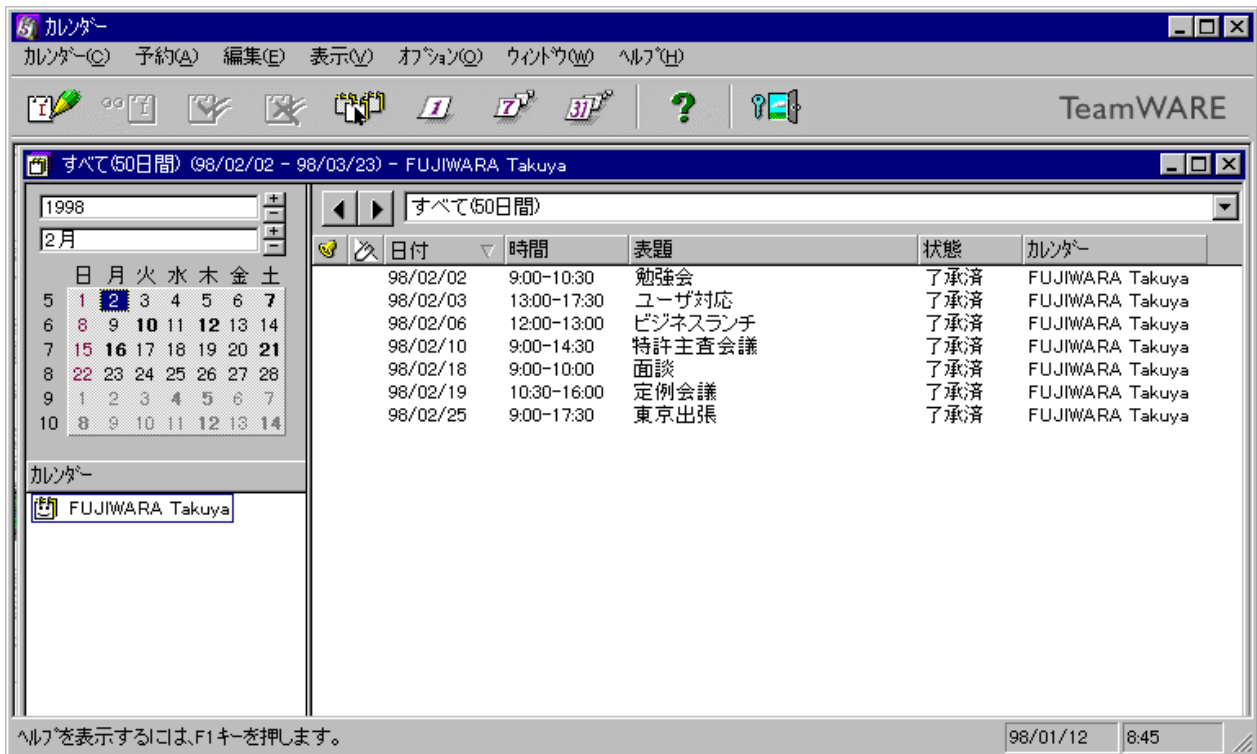 カレンダー
カレンダー(C) 予約(A) 編集(E) 表示(V) オプション(O) ウィンドウ(W) ヘルプ(H)
TeamWARE
すべて(50日間) (98/02/02 - 98/03/23) - FUJIWARA Takuya
1998
2月
日 月 火 水 木 金 土
5 1 2 3 4 5 6 7
6 8 9 10 11 12 13 14
7 15 16 17 18 19 20 21
8 22 23 24 25 26 27 28
9 1 2 3 4 5 6 7
10 8 9 10 11 12 13 14
カレンダー
FUJIWARA Takuya
すべて(50日間)
日付 時間 表題 状態 カレンダー
98/02/02 9:00-10:30 勉強会 了承済 FUJIWARA Takuya
98/02/03 13:00-17:30 ユーザ対応 了承済 FUJIWARA Takuya
98/02/06 12:00-13:00 ビジネスランチ 了承済 FUJIWARA Takuya
98/02/10 9:00-14:30 特許主査会議 了承済 FUJIWARA Takuya
98/02/18 9:00-10:00 面談 了承済 FUJIWARA Takuya
98/02/19 10:30-16:00 定例会議 了承済 FUJIWARA Takuya
98/02/25 9:00-17:30 東京出張 了承済 FUJIWARA Takuya
ヘルプを表示するには、F1キーを押します。
98/01/12 8:45